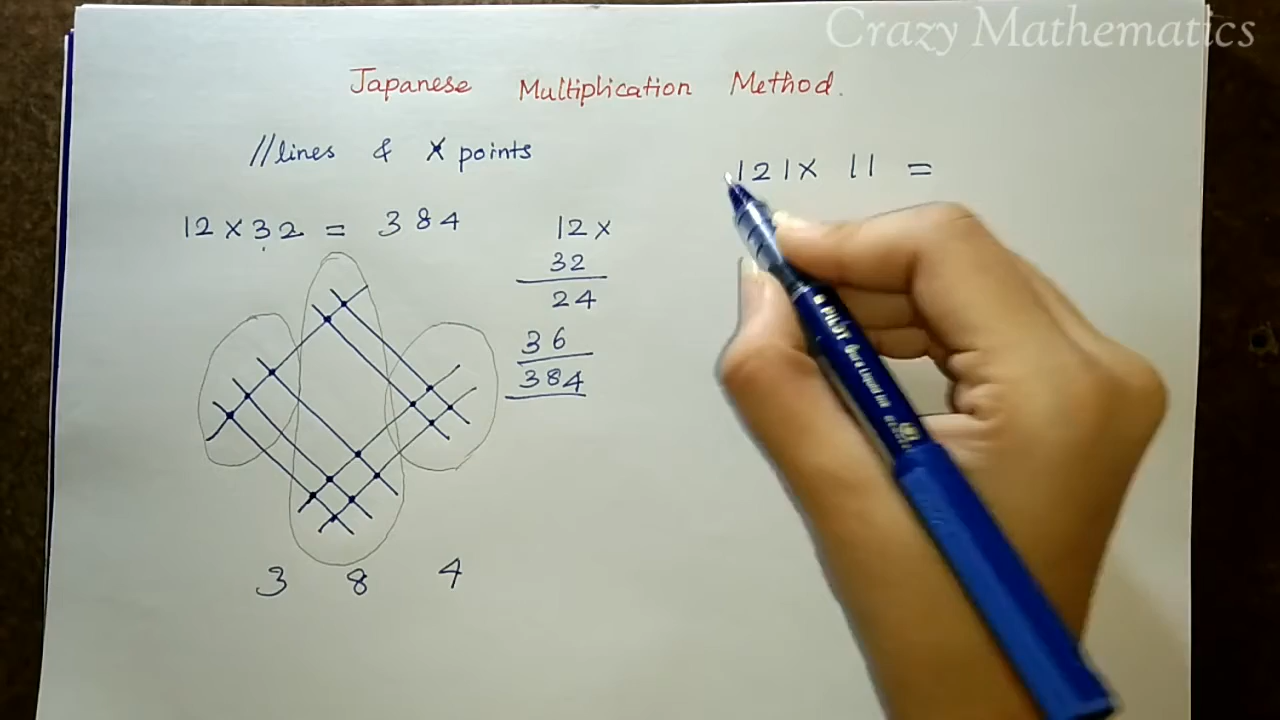 Crazy Mathematics
Japanese Multiplication Method.
//lines & X points
12 x 32 = 384
12 x
32
24
36
384
3 8 4
121 x 11 =
PILOT